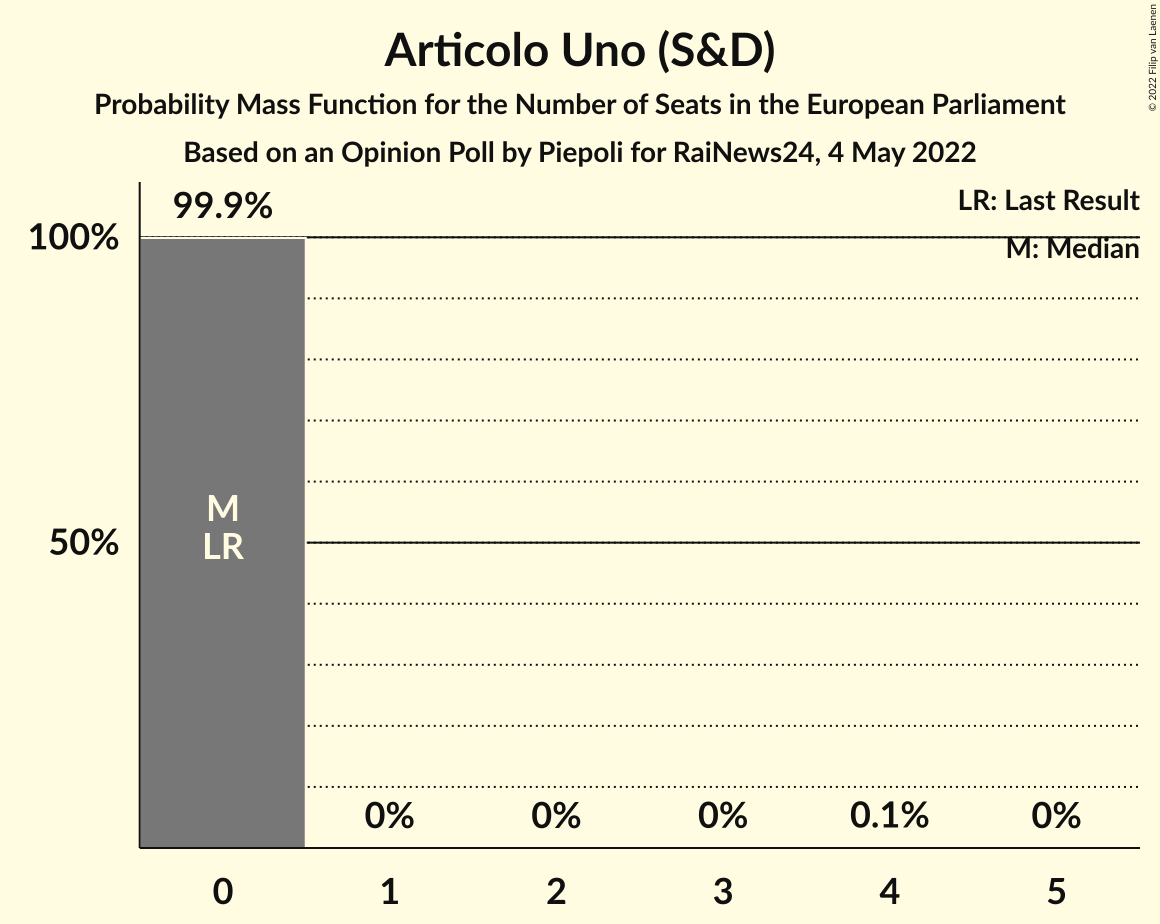 Articolo Uno (S&D)
Probability Mass Function for the Number of Seats in the European Parliament
Based on an Opinion Poll by Piepoli for RaiNews24, 4 May 2022
© 2022 Filip van Laenen
LR: Last Result
M: Median
99.9%
100%
50%
M
LR
0% 0% 0% 0.1% 0%
0 1 2 3 4 5